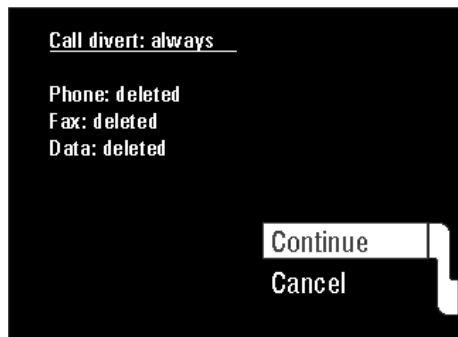 Call divert: always
Phone: deleted
Fax: deleted
Data: deleted
Continue
Cancel